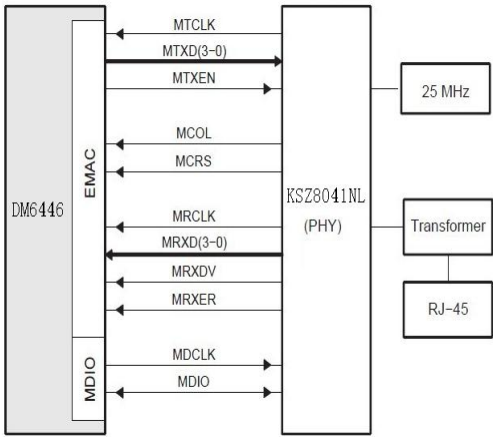 MTCLK
MTXD(3-0)
MTXEN
25 MHz
MCOL
MCRS
EMAC
DM6446
KSZ8041NL
(PHY)
MRCLK
MRXD(3-0)
Transformer
MRXDV
MRXER
RJ-45
MDIO
MDCLK
MDIO